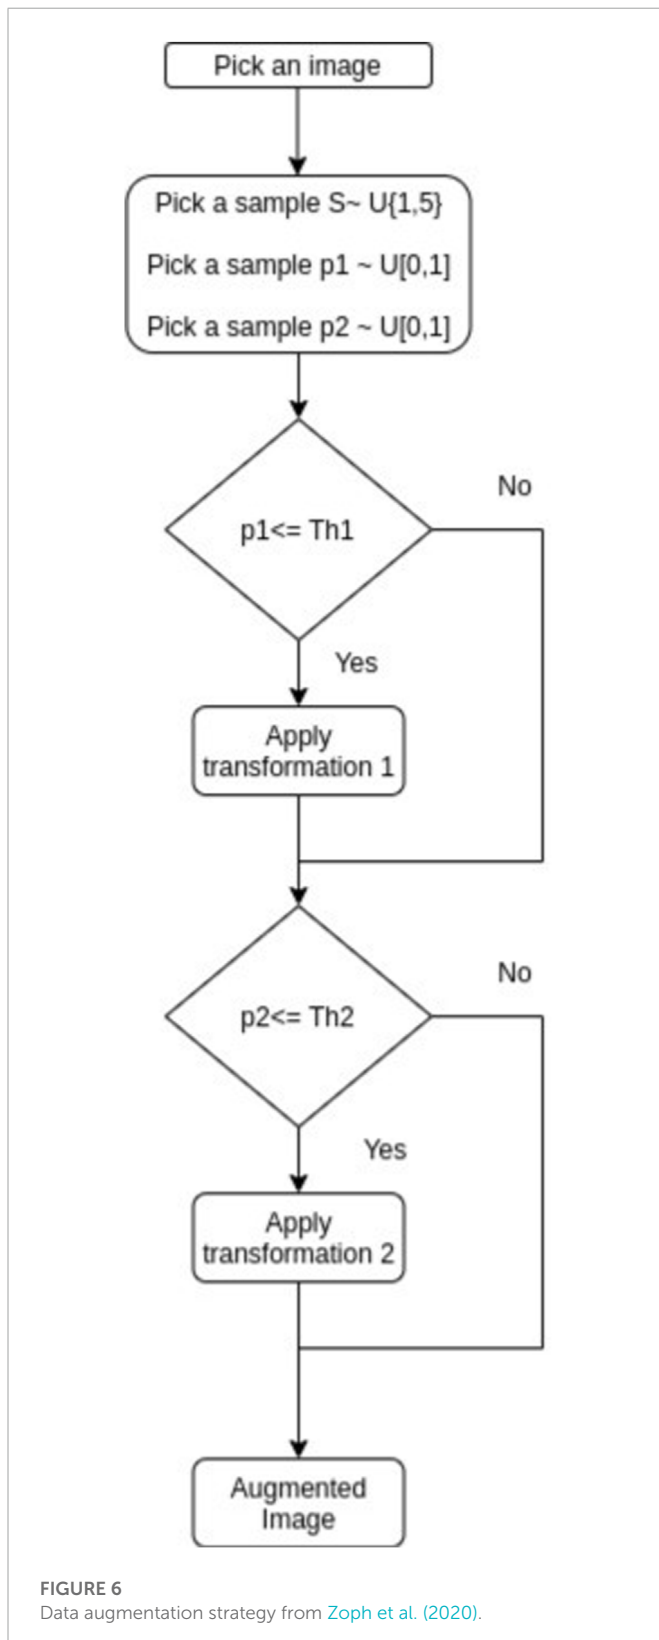 Pick an image
Pick a sample S~ U{1,5}
Pick a sample p1 ~ U[0,1]
Pick a sample p2 ~ U[0,1]
No
p1<= Th1
Yes
Apply
transformation 1
No
p2<= Th2
Yes
Apply
transformation 2
Augmented
Image
FIGURE 6
Data augmentation strategy from Zoph et al. (2020).